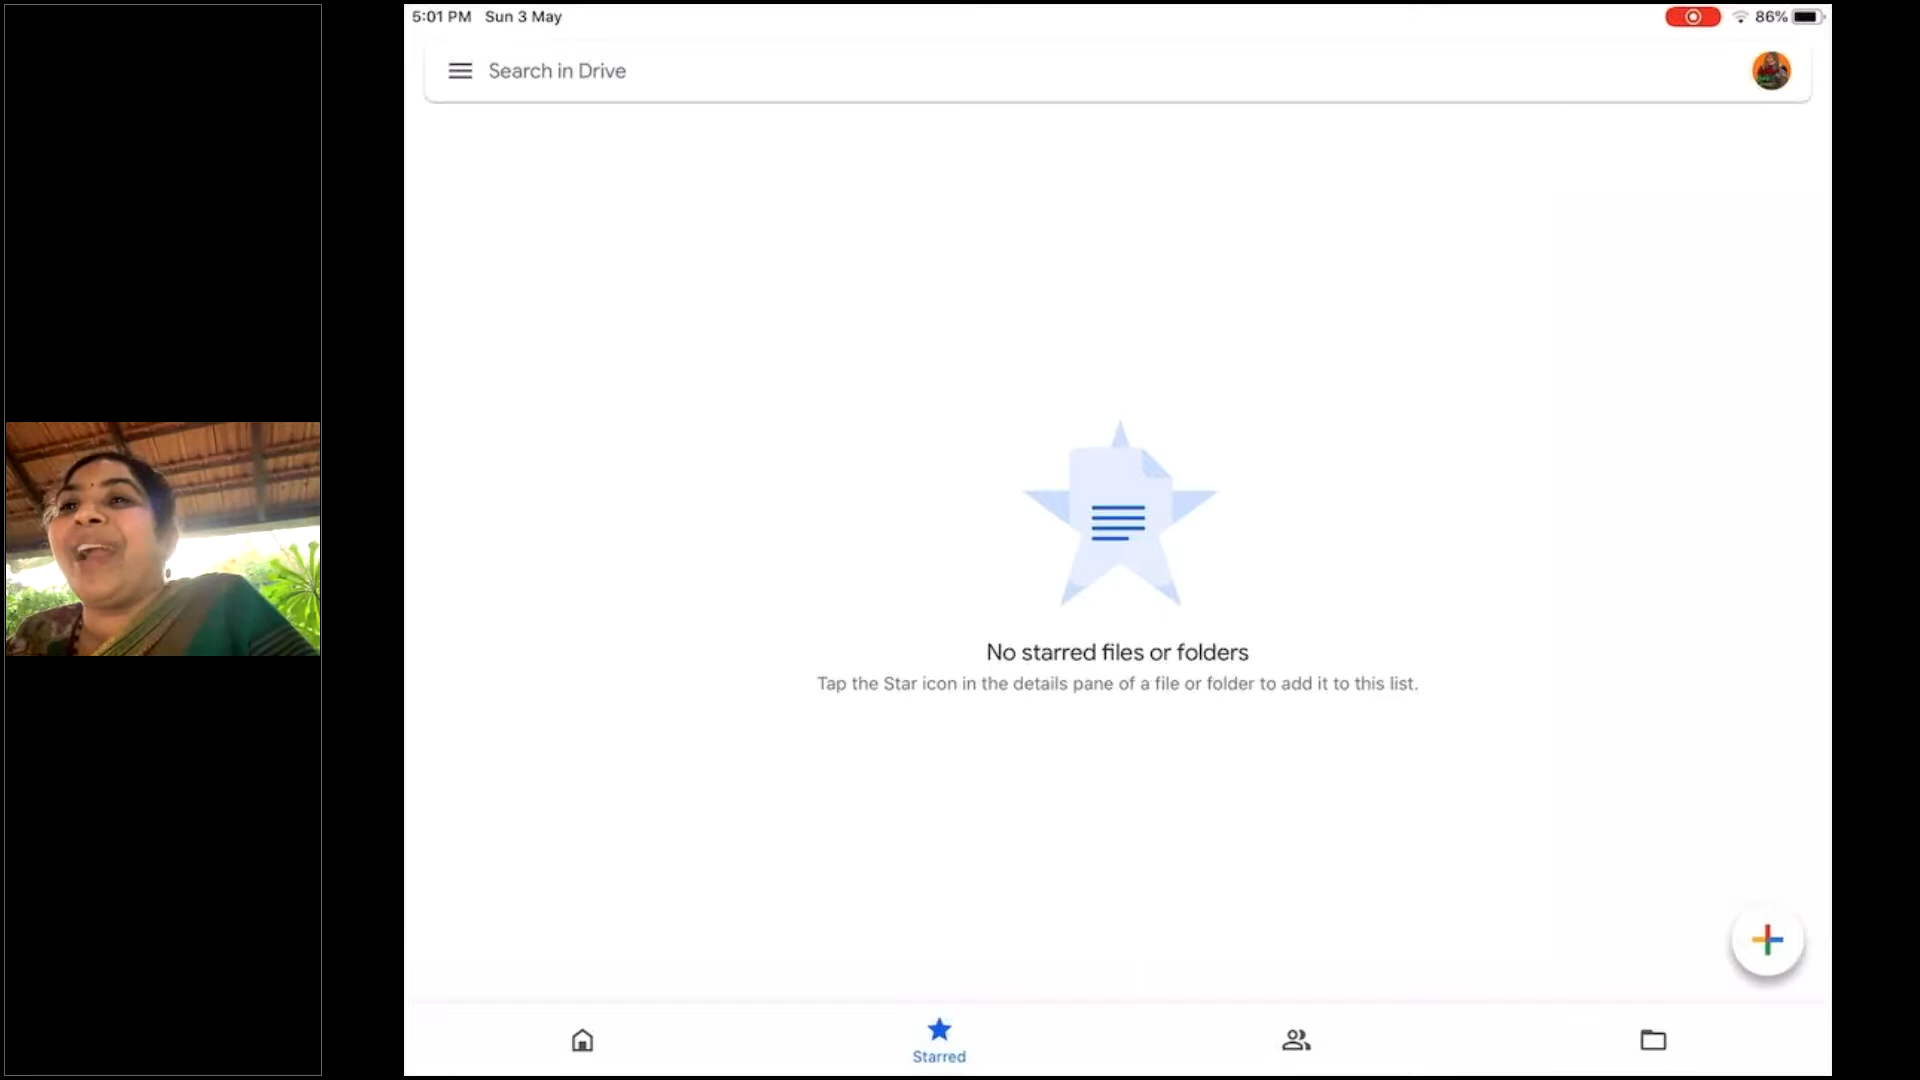 5:01 PM Sun 3 May
86%
Search in Drive
No starred files or folders
Tap the Star icon in the details pane of a file or folder to add it to this list.
Starred